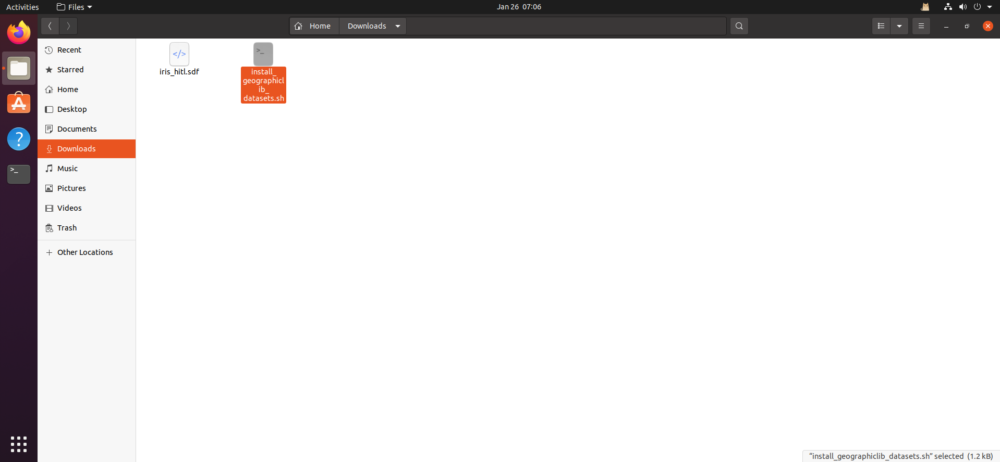 Activities
Files
Jan 26 07:06
Home
Downloads
Recent
Starred
Home
Desktop
Documents
Downloads
Music
Pictures
Videos
Trash
Other Locations
iris_hitl.sdf
install_
geographicl
ib_
datasets.sh
"install_geographiclib_datasets.sh" selected (1.2 kB)